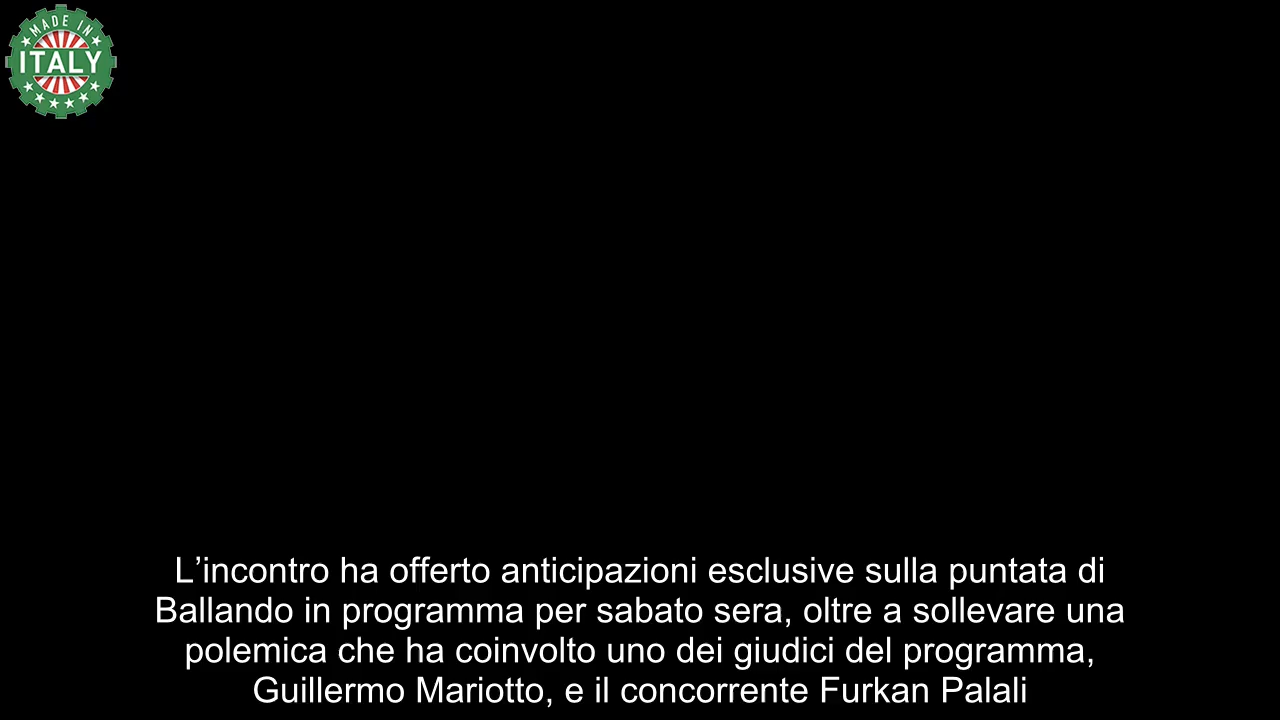 MADE IN
ITALY
L’incontro ha offerto anticipazioni esclusive sulla puntata di
Ballando in programma per sabato sera, oltre a sollevare una
polemica che ha coinvolto uno dei giudici del programma,
Guillermo Mariotto, e il concorrente Furkan Palali